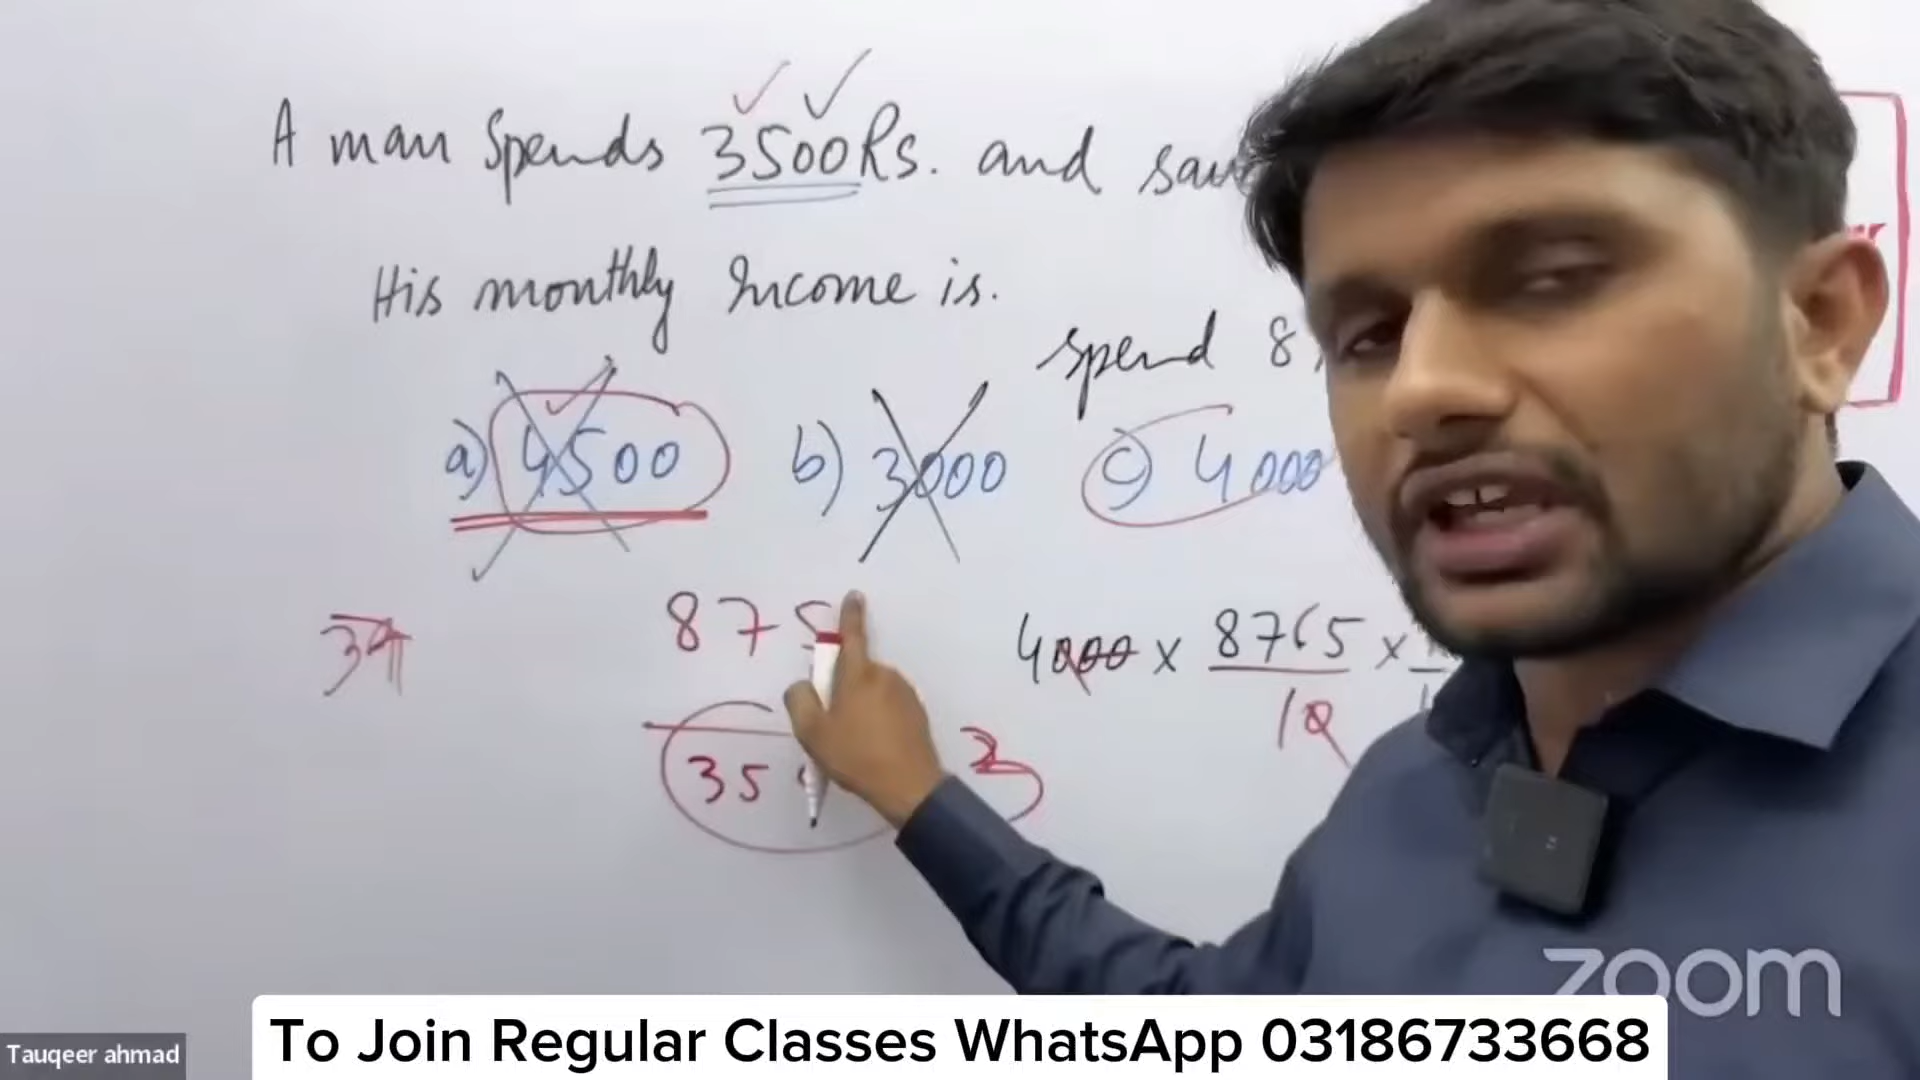 A man spends 3500Rs. and
His monthly Income is.
spend 8
a) 4500 b) 3000 c) 4000
875
4000 x 8765 x
10
35
zoom
To Join Regular Classes WhatsApp 03186733668
Tauqeer ahmad